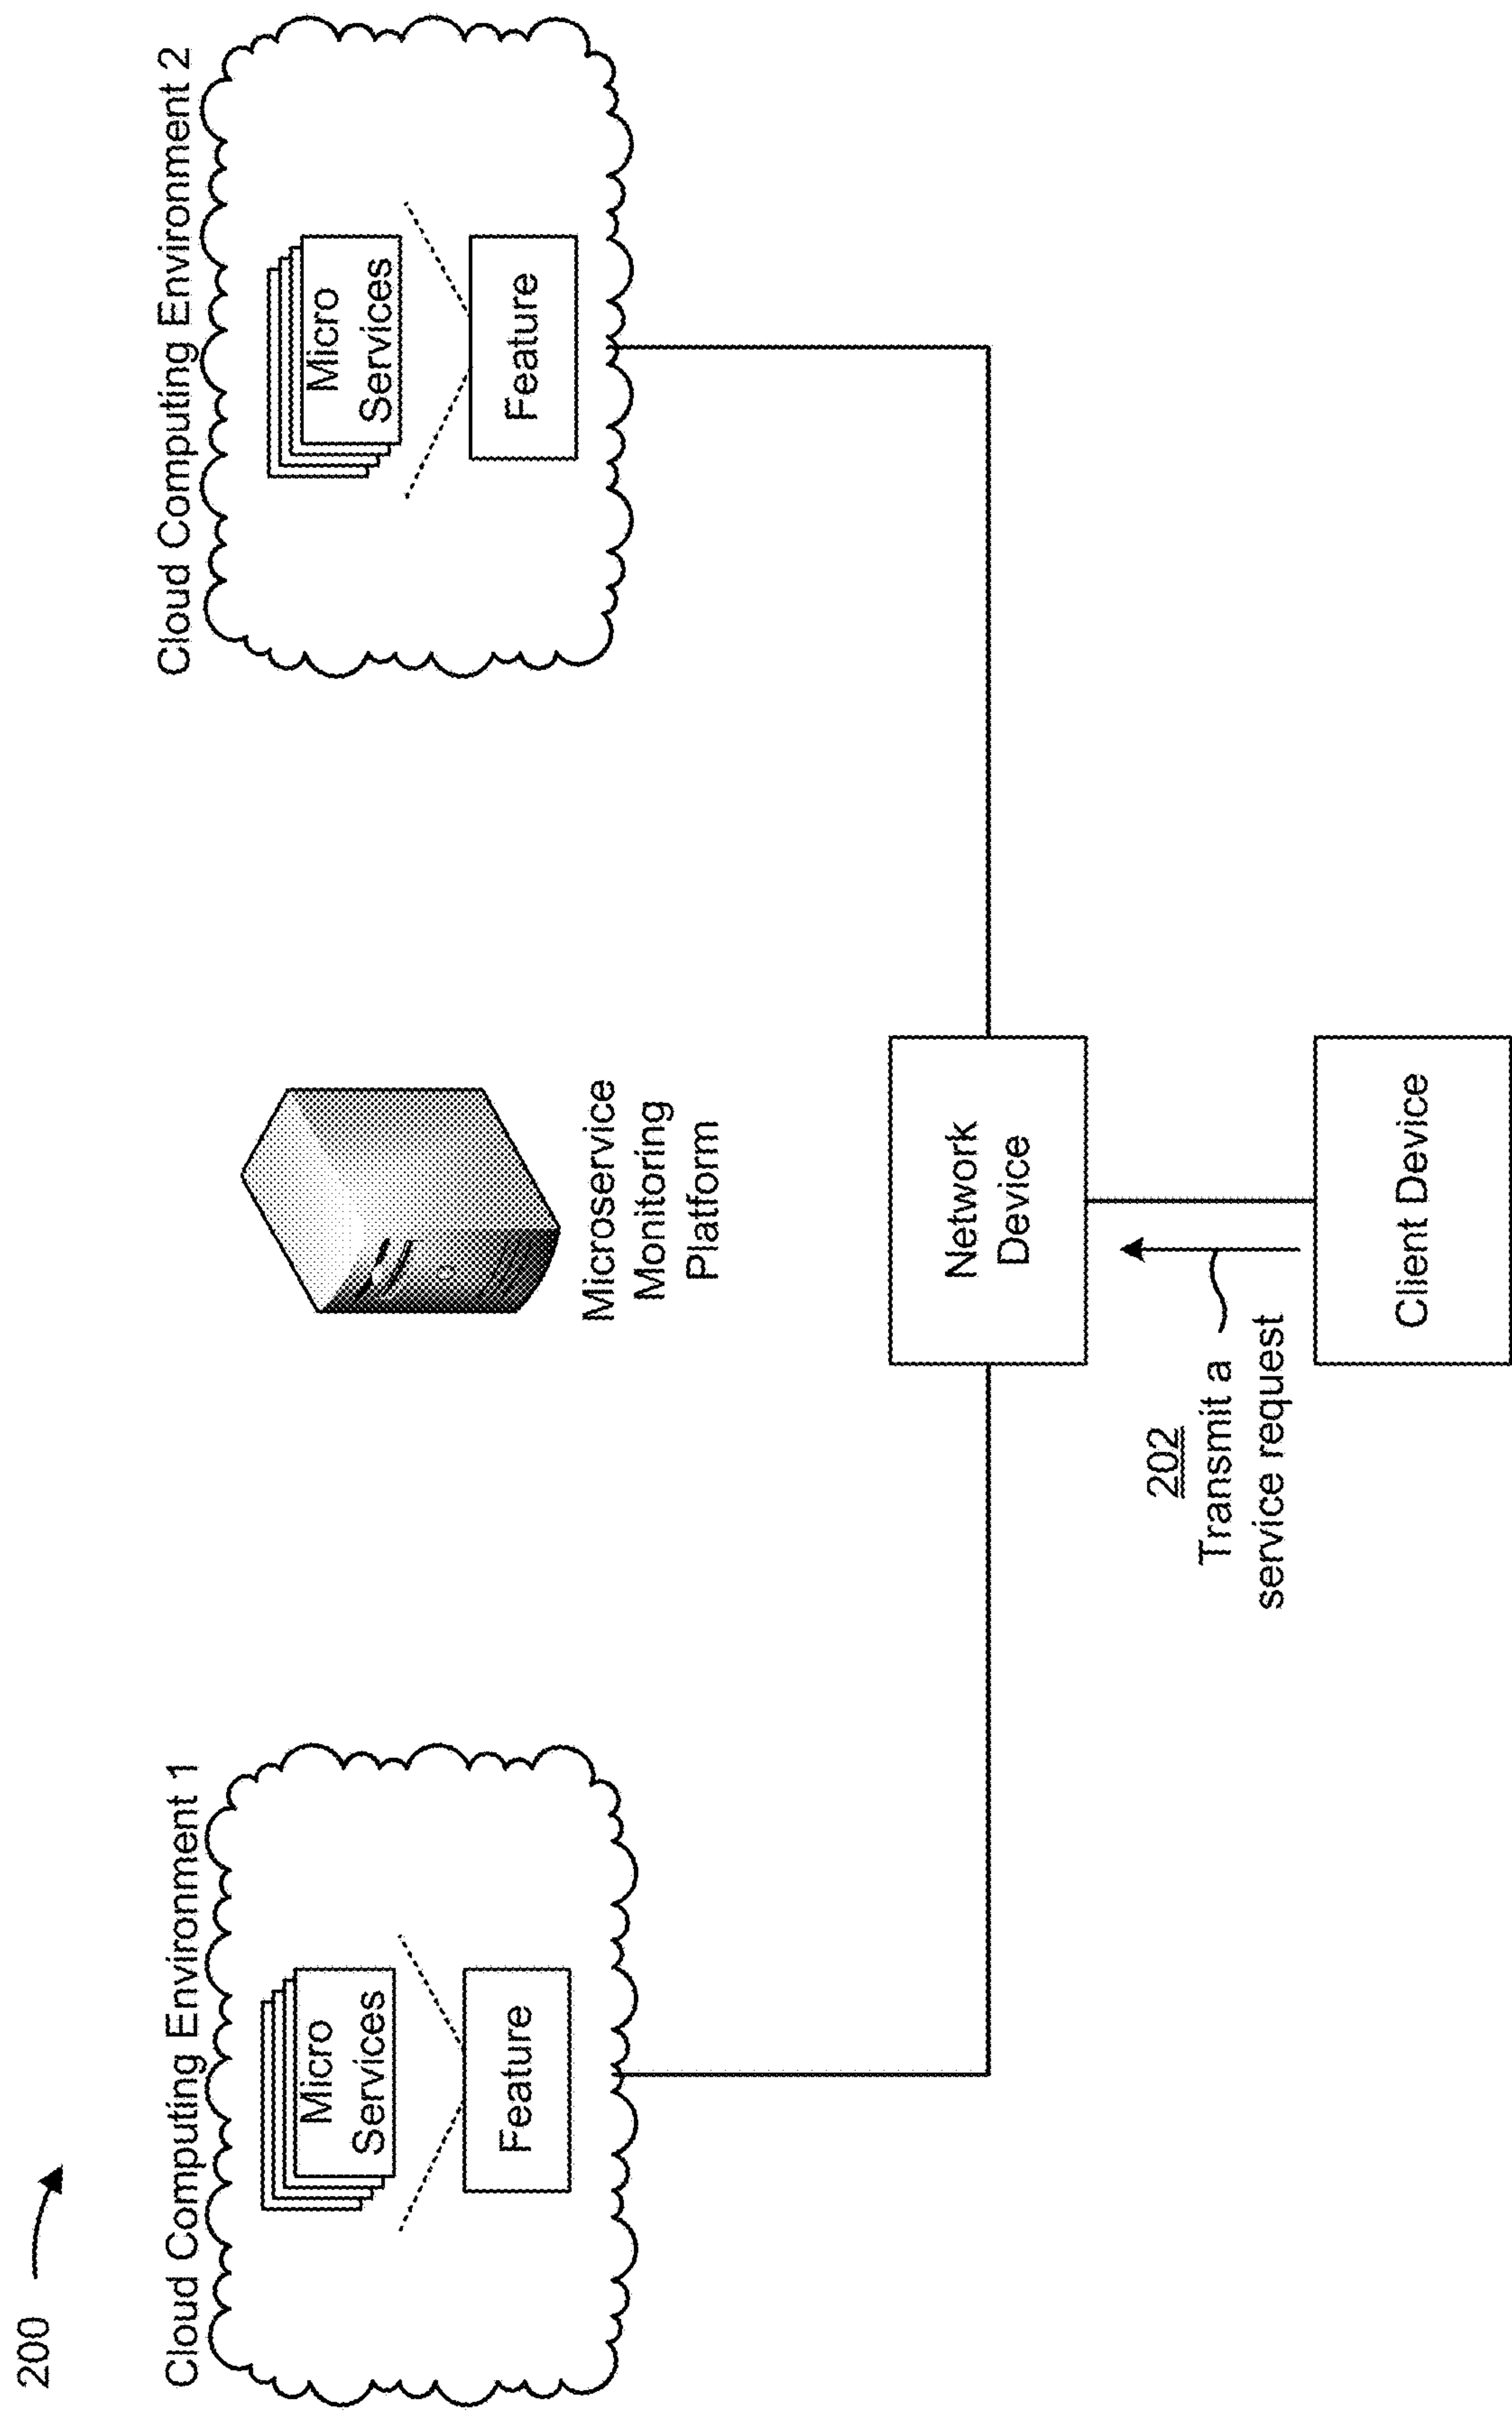 200
Cloud Computing Environment 1
Micro
Services
Feature
Microservice
Monitoring
Platform
Cloud Computing Environment 2
Micro
Services
Feature
Network
Device
202
Transmit a
service request
Client Device